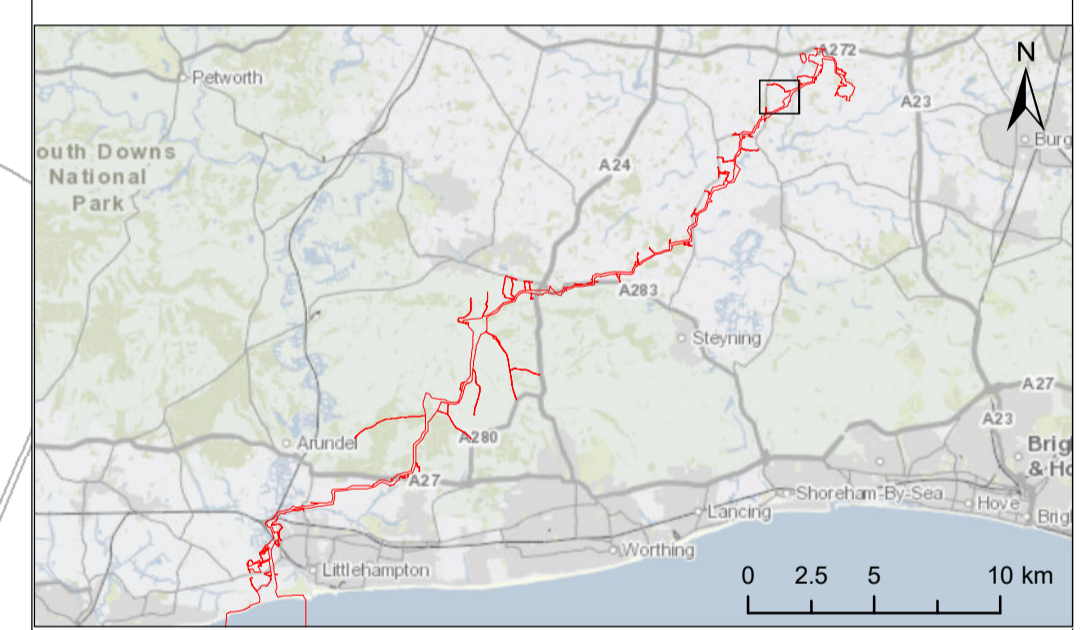 A272
N
Petworth
A23
Burg
outh Downs
National
Park
A24
A283
Steyning
A27
A23
Arundel
A280
Brig
& Ho
A27
Shoreham-By-Sea
Hove
Lancing
Brigl
Worthing
Littlehampton
0 2.5 5 10 km